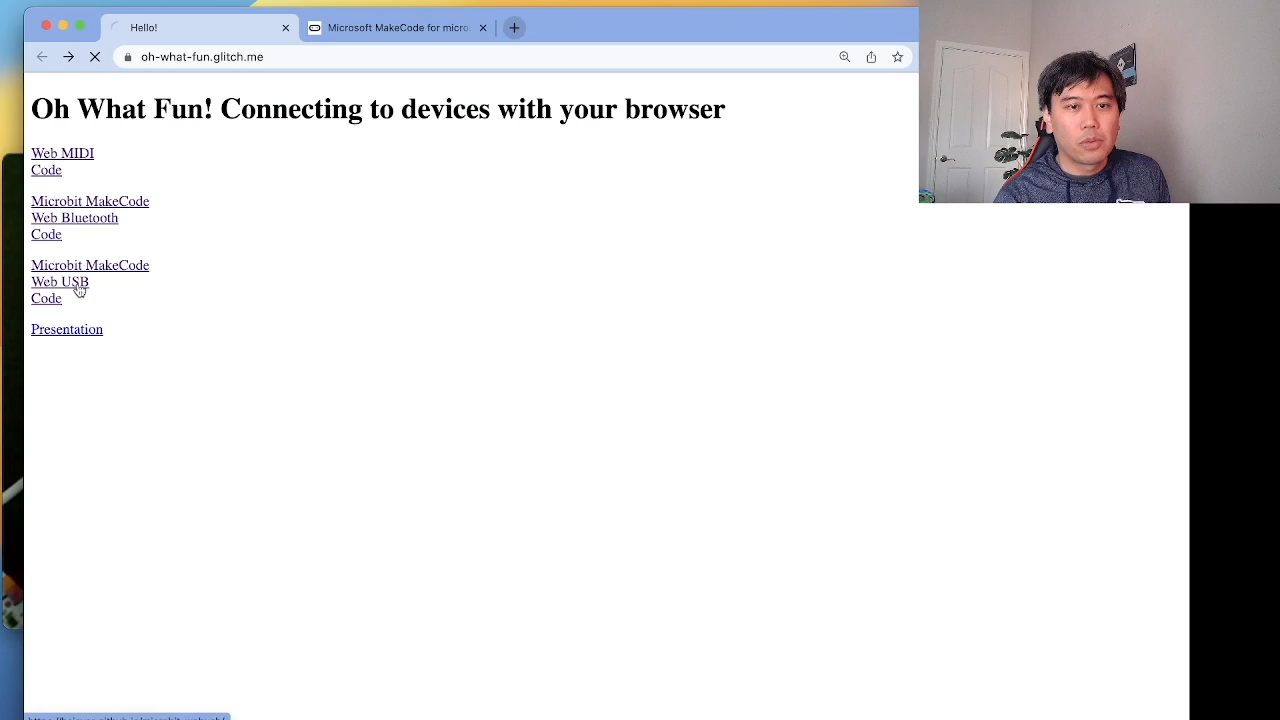 Hello!
Microsoft MakeCode for micro
oh-what-fun.glitch.me
Oh What Fun! Connecting to devices with your browser
Web MIDI
Code
Microbit MakeCode
Web Bluetooth
Code
Microbit MakeCode
Web USB
Code
Presentation